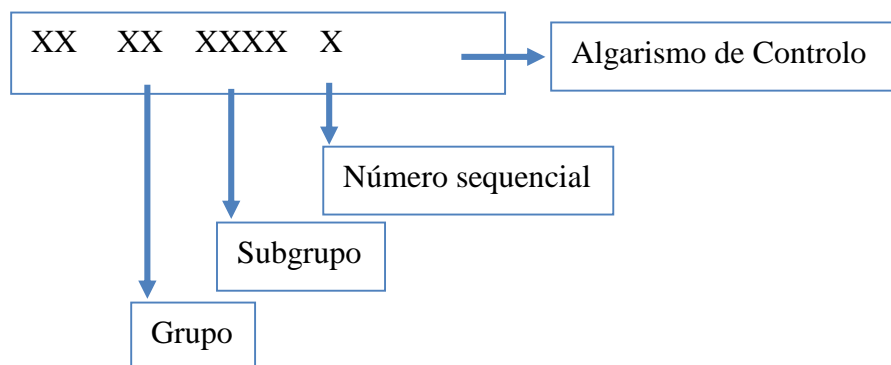 XX XX XXXX X
Algarismo de Controlo
Número sequencial
Subgrupo
Grupo